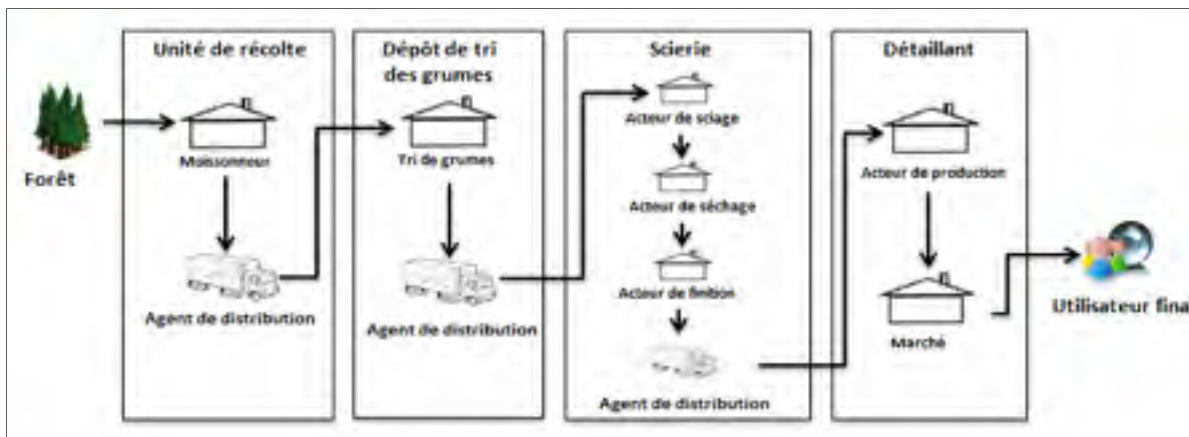 Unité de récolte
Dépôt de tri
des grumes
Scierie
Détaillant
Forêt
Moissonneur
Agent de distribution
Tri de grumes
Agent de distribution
Acteur de sciage
Acteur de séchage
Acteur de finition
Agent de distribution
Acteur de production
Marché
Utilisateur fina